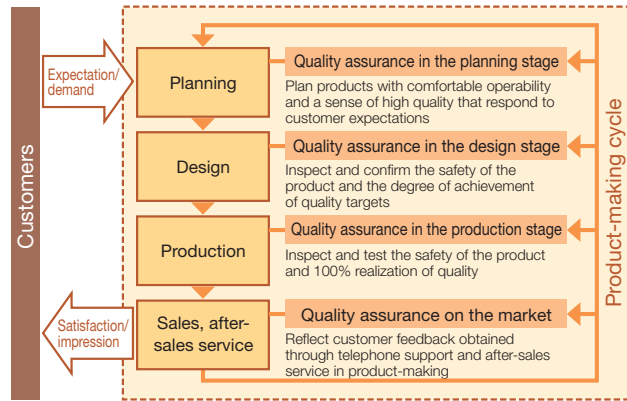 Customers
Expectation/
demand
Planning
Quality assurance in the planning stage
Plan products with comfortable operability
and a sense of high quality that respond to
customer expectations
Design
Quality assurance in the design stage
Inspect and confirm the safety of the
product and the degree of achievement
of quality targets
Production
Quality assurance in the production stage
Inspect and test the safety of the product
and 100% realization of quality
Satisfaction/
impression
Sales, after-
sales service
Quality assurance on the market
Reflect customer feedback obtained
through telephone support and after-sales
service in product-making
Product-making cycle